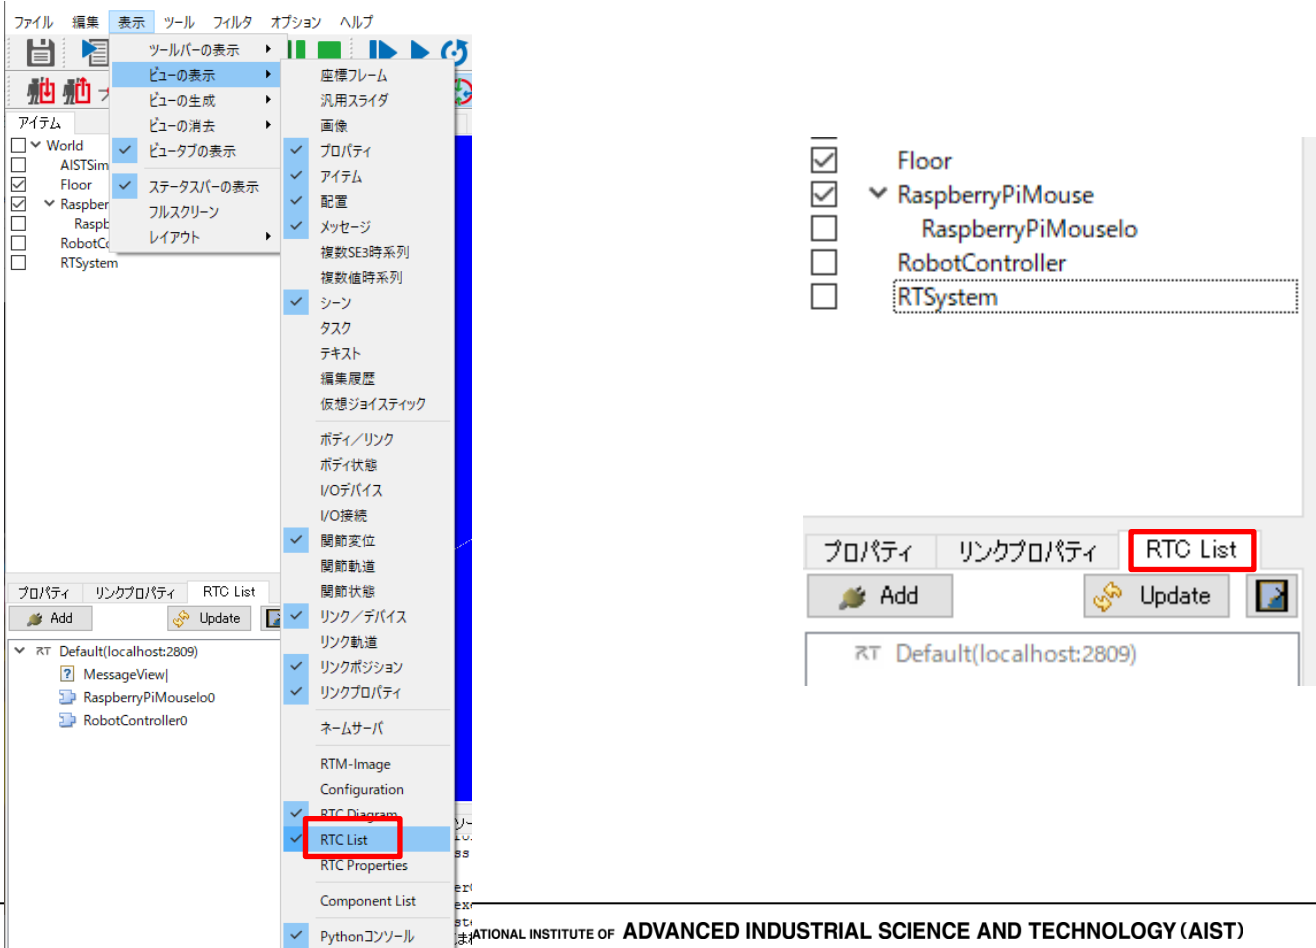 ファイル 編集 表示 ツール フィルタ オプション ヘルプ
ツールバーの表示
ビューの表示
ビューの生成
ビューの消去
ビュータブの表示
ステータスバーの表示
フルスクリーン
レイアウト
座標フレーム
汎用スライダ
画像
プロパティ
アイテム
配置
メッセージ
複数SE3時系列
複数値時系列
シーン
タスク
テキスト
編集履歴
仮想ジョイスティック
ボディ/リンク
ボディ状態
I/Oデバイス
I/O接続
関節変位
関節軌道
関節状態
リンク/デバイス
リンク軌道
リンクポジション
リンクプロパティ
ネームサーバ
RTM-Image
Configuration
RTC Diagram
RTC List
RTC Properties
Component List
Pythonコンソール
アイテム
World
AISTSim
Floor
Raspber
Raspb
RobotCo
RTSystem
プロパティ リンクプロパティ RTC List
Add Update
RT Default(localhost:2809)
MessageView|
RaspberryPiMouseIo0
RobotController0
Floor
RaspberryPiMouse
RaspberryPiMouseIo
RobotController
RTSystem
プロパティ リンクプロパティ RTC List
Add Update
RT Default(localhost:2809)
ATIONAL INSTITUTE OF ADVANCED INDUSTRIAL SCIENCE AND TECHNOLOGY (AIST)